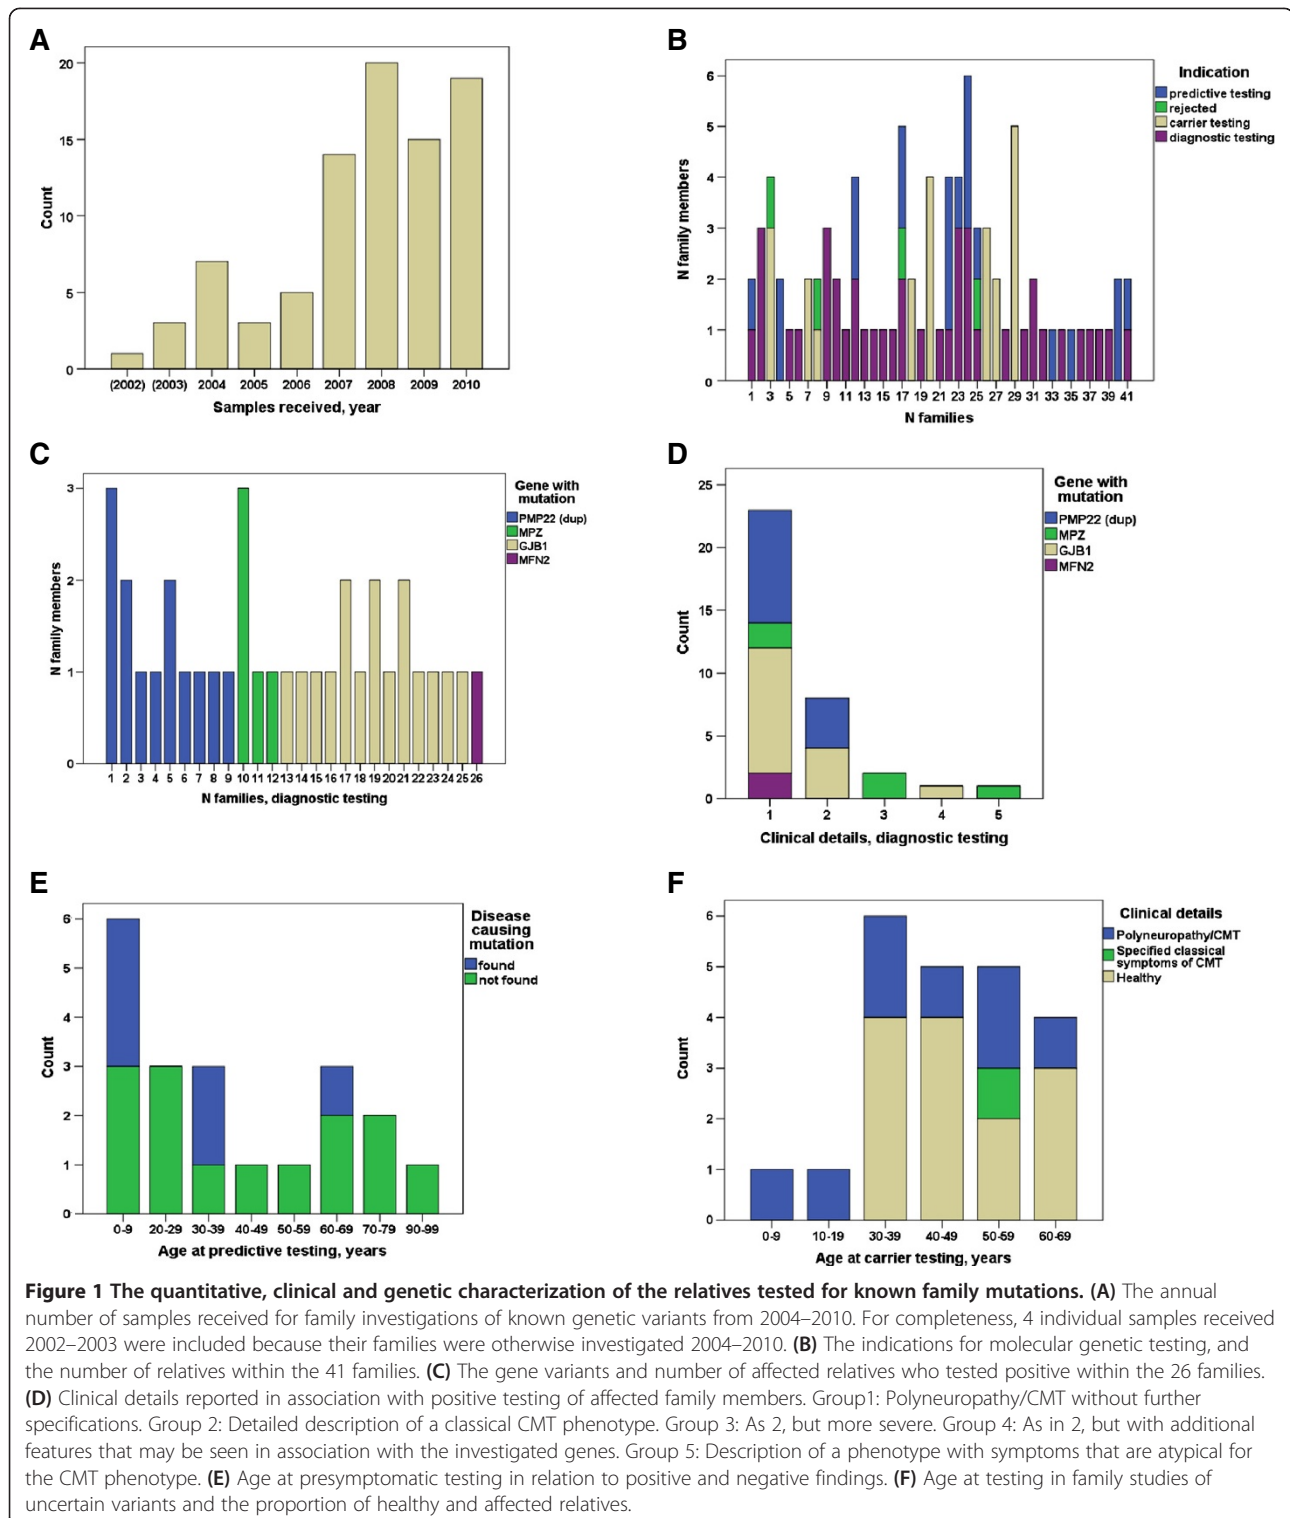 A
20
15
10
5
0
Count
(2002) (2003) 2004 2005 2006 2007 2008 2009 2010
Samples received, year
B
6
5
4
3
2
1
0
N family members
1 3 5 7 9 11 13 15 17 19 21 23 25 27 29 31 33 35 37 39 41
N families
Indication
predictive testing
rejected
carrier testing
diagnostic testing
C
3
2
1
0
N family members
1 2 3 4 5 6 7 8 9 10 11 12 13 14 15 16 17 18 19 20 21 22 23 24 25 26
N families, diagnostic testing
Gene with
mutation
PMP22 (dup)
MPZ
GJB1
MFN2
D
25
20
15
10
5
0
Count
1 2 3 4 5
Clinical details, diagnostic testing
Gene with
mutation
PMP22 (dup)
MPZ
GJB1
MFN2
E
6
5
4
3
2
1
0
Count
0-9 20-29 30-39 40-49 50-59 60-69 70-79 90-99
Age at predictive testing, years
Disease
causing
mutation
found
not found
F
6
5
4
3
2
1
0
Count
0-9 10-19 30-39 40-49 50-59 60-69
Age at carrier testing, years
Clinical details
Polyneuropathy/CMT
Specified classical
symptoms of CMT
Healthy
Figure 1 The quantitative, clinical and genetic characterization of the relatives tested for known family mutations. (A) The annual
number of samples received for family investigations of known genetic variants from 2004–2010. For completeness, 4 individual samples received
2002–2003 were included because their families were otherwise investigated 2004–2010. (B) The indications for molecular genetic testing, and
the number of relatives within the 41 families. (C) The gene variants and number of affected relatives who tested positive within the 26 families.
(D) Clinical details reported in association with positive testing of affected family members. Group1: Polyneuropathy/CMT without further
specifications. Group 2: Detailed description of a classical CMT phenotype. Group 3: As 2, but more severe. Group 4: As in 2, but with additional
features that may be seen in association with the investigated genes. Group 5: Description of a phenotype with symptoms that are atypical for
the CMT phenotype. (E) Age at presymptomatic testing in relation to positive and negative findings. (F) Age at testing in family studies of
uncertain variants and the proportion of healthy and affected relatives.